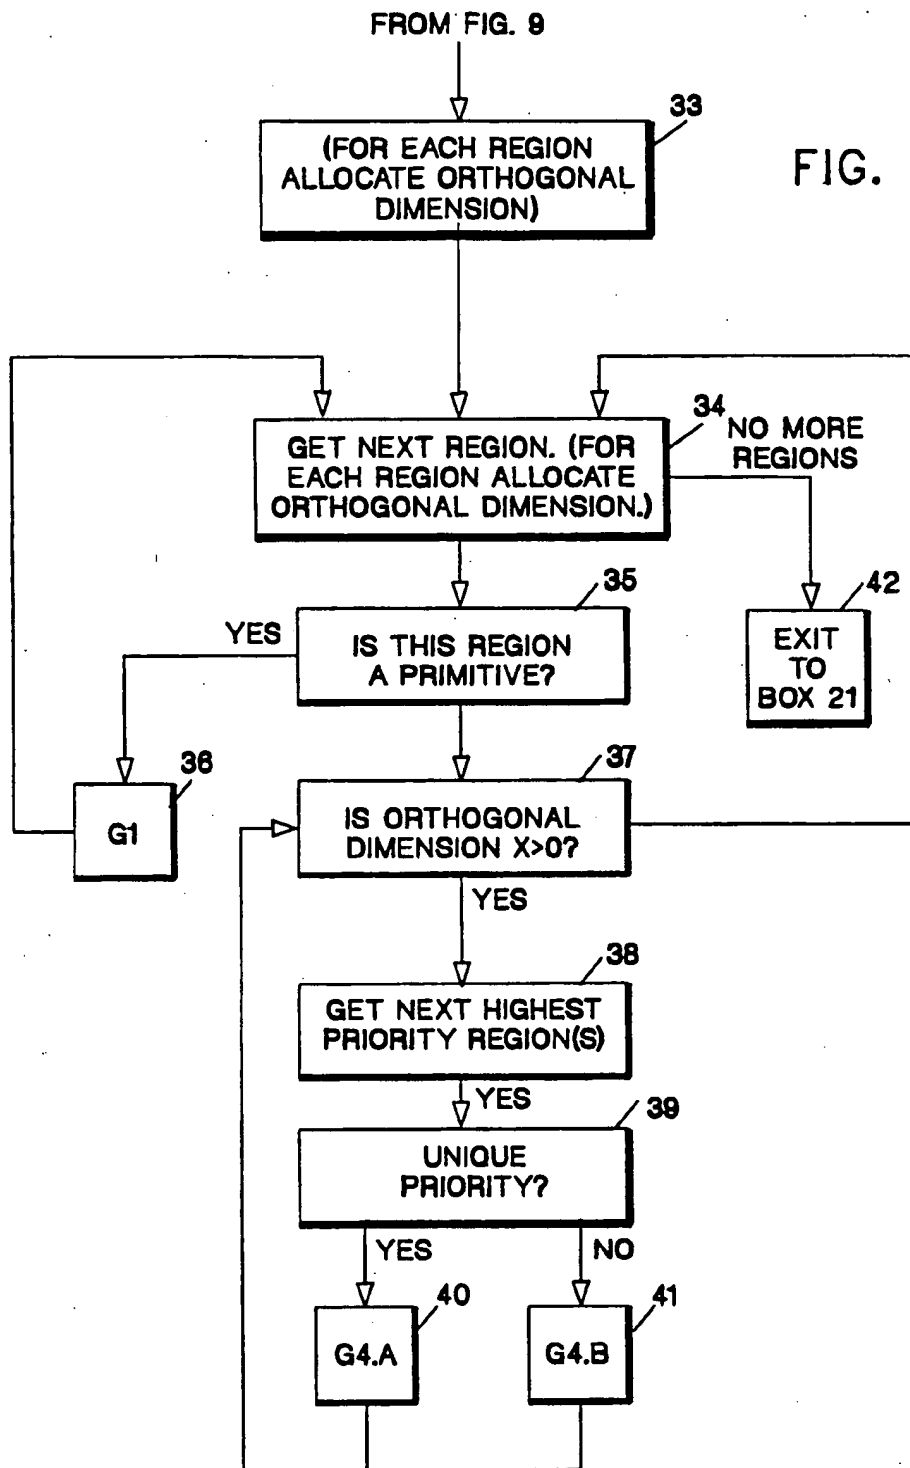 FROM FIG. 9
33
(FOR EACH REGION
ALLOCATE ORTHOGONAL
DIMENSION)
FIG.
34
GET NEXT REGION. (FOR
EACH REGION ALLOCATE
ORTHOGONAL DIMENSION.)
NO MORE
REGIONS
35
IS THIS REGION
A PRIMITIVE?
YES
42
EXIT
TO
BOX 21
36
G1
37
IS ORTHOGONAL
DIMENSION X>0?
YES
38
GET NEXT HIGHEST
PRIORITY REGION(S)
YES
39
UNIQUE
PRIORITY?
YES
NO
40
G4.A
41
G4.B